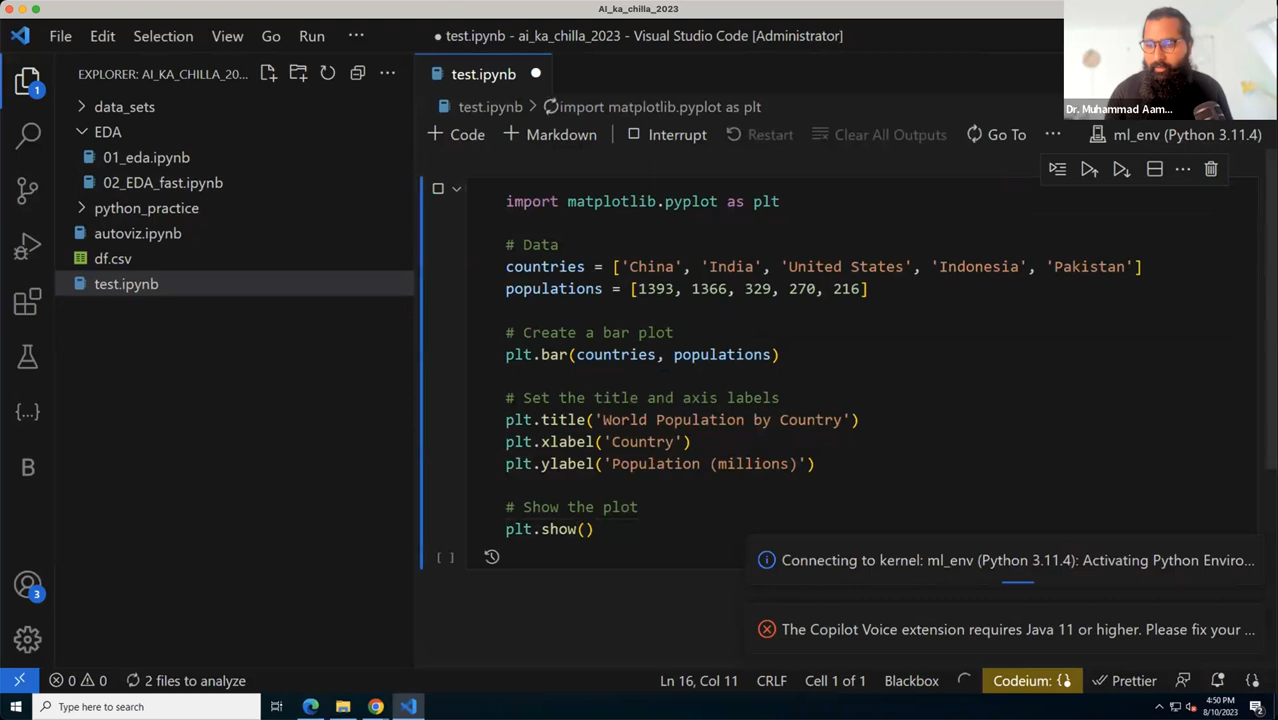 AI_ka_chilla_2023
File Edit Selection View Go Run ···
test.ipynb - ai_ka_chilla_2023 - Visual Studio Code [Administrator]
EXPLORER: AI_KA_CHILLA_20...
test.ipynb
1
data_sets
EDA
01_eda.ipynb
02_EDA_fast.ipynb
python_practice
autoviz.ipynb
df.csv
test.ipynb
test.ipynb > import matplotlib.pyplot as plt
Dr. Muhammad Aam...
+ Code + Markdown Interrupt Restart Clear All Outputs Go To ··· ml_env (Python 3.11.4)
import matplotlib.pyplot as plt
# Data
countries = ['China', 'India', 'United States', 'Indonesia', 'Pakistan']
populations = [1393, 1366, 329, 270, 216]
# Create a bar plot
plt.bar(countries, populations)
# Set the title and axis labels
plt.title('World Population by Country')
plt.xlabel('Country')
plt.ylabel('Population (millions)')
# Show the plot
plt.show()
[ ]
Connecting to kernel: ml_env (Python 3.11.4): Activating Python Enviro...
The Copilot Voice extension requires Java 11 or higher. Please fix your ...
{...}
B
3
0 0 2 files to analyze Ln 16, Col 11 CRLF Cell 1 of 1 Blackbox Codeium: {} Prettier {}
Type here to search
4:50 PM
8/10/2023
2